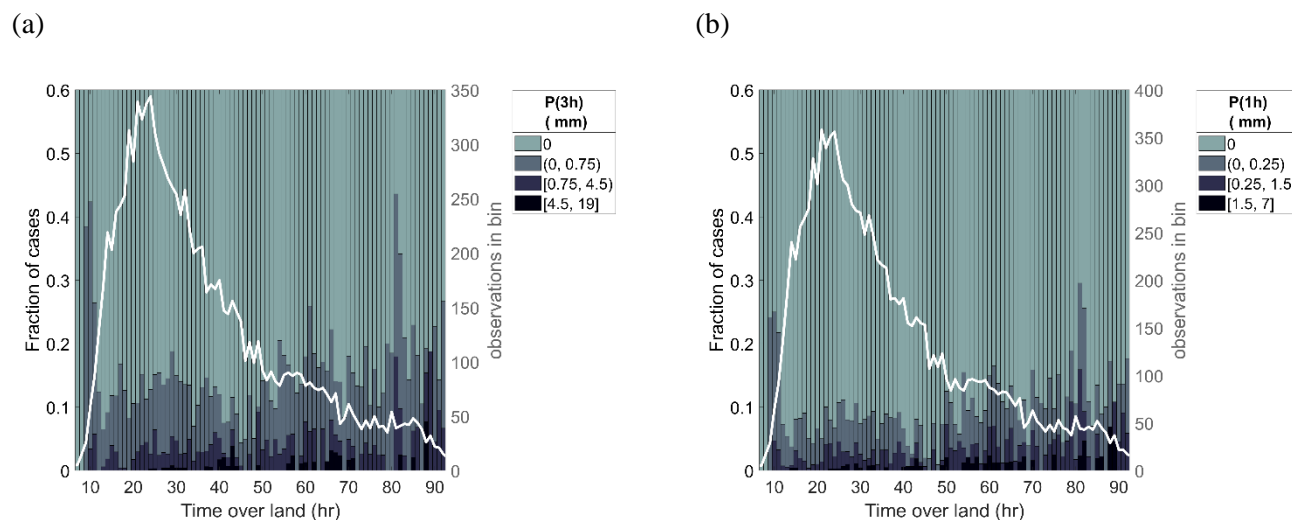 (a)
(b)
0.6
0.5
0.4
0.3
0.2
0.1
0
Fraction of cases
350
300
250
200
150
100
50
0
observations in bin
10 20 30 40 50 60 70 80 90
Time over land (hr)
P(3h)
( mm)
0
(0, 0.75)
[0.75, 4.5)
[4.5, 19]
0.6
0.5
0.4
0.3
0.2
0.1
0
Fraction of cases
400
350
300
250
200
150
100
50
0
observations in bin
10 20 30 40 50 60 70 80 90
Time over land (hr)
P(1h)
( mm)
0
(0, 0.25)
[0.25, 1.5
[1.5, 7]